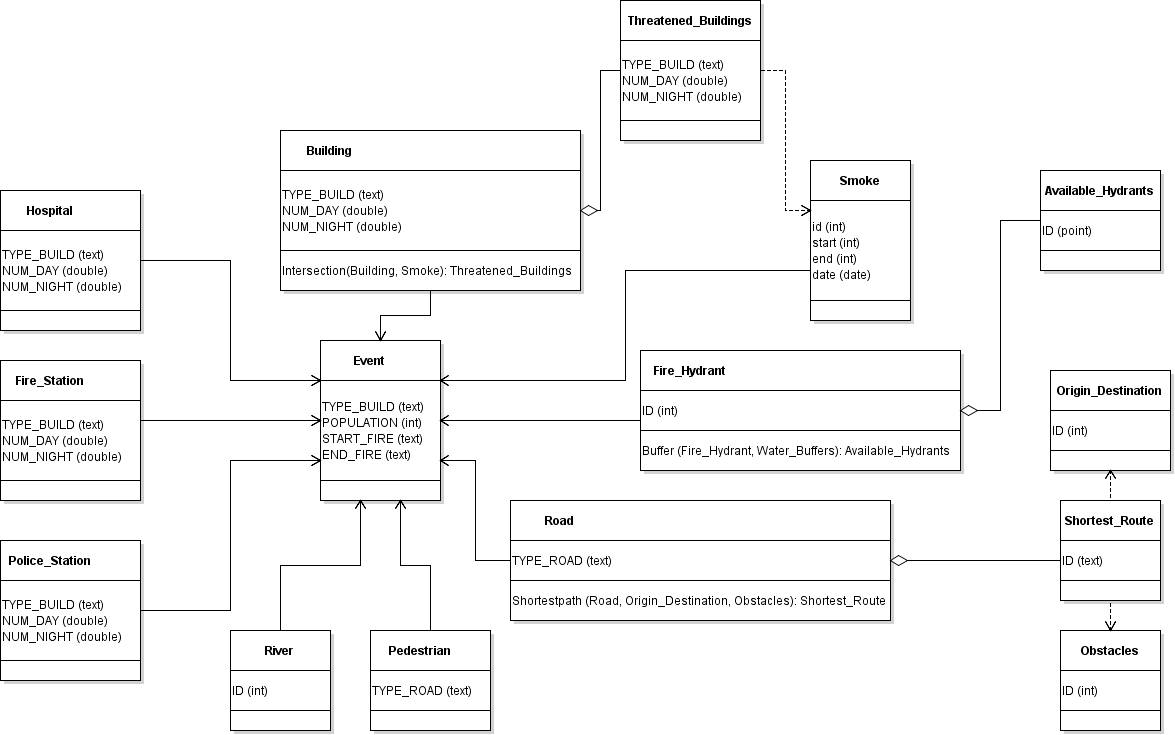 Threatened_Buildings
TYPE_BUILD (text)
NUM_DAY (double)
NUM_NIGHT (double)
Building
TYPE_BUILD (text)
NUM_DAY (double)
NUM_NIGHT (double)
Intersection(Building, Smoke): Threatened_Buildings
Smoke
id (int)
start (int)
end (int)
date (date)
Available_Hydrants
ID (point)
Hospital
TYPE_BUILD (text)
NUM_DAY (double)
NUM_NIGHT (double)
Event
TYPE_BUILD (text)
POPULATION (int)
START_FIRE (text)
END_FIRE (text)
Fire_Hydrant
ID (int)
Buffer (Fire_Hydrant, Water_Buffers): Available_Hydrants
Fire_Station
TYPE_BUILD (text)
NUM_DAY (double)
NUM_NIGHT (double)
Origin_Destination
ID (int)
Road
TYPE_ROAD (text)
Shortestpath (Road, Origin_Destination, Obstacles): Shortest_Route
Shortest_Route
ID (text)
Police_Station
TYPE_BUILD (text)
NUM_DAY (double)
NUM_NIGHT (double)
River
ID (int)
Pedestrian
TYPE_ROAD (text)
Obstacles
ID (int)